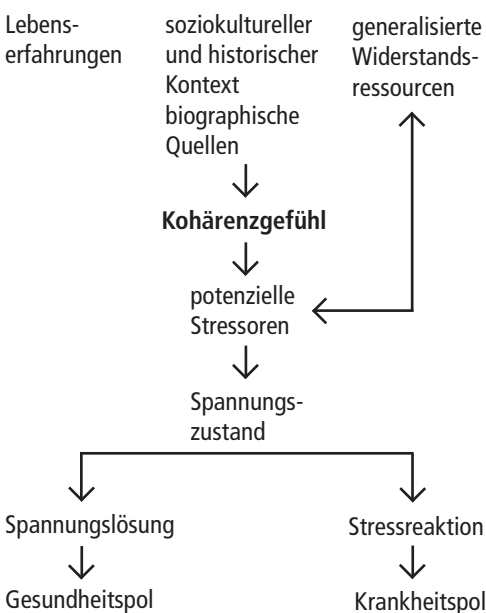 Lebens-
erfahrungen
soziokultureller
und historischer
Kontext
biographische
Quellen
generalisierte
Widerstands-
ressourcen
Kohärenzgefühl
potenzielle
Stressoren
Spannungs-
zustand
Spannungslösung
Stressreaktion
Gesundheitspol
Krankheitspol